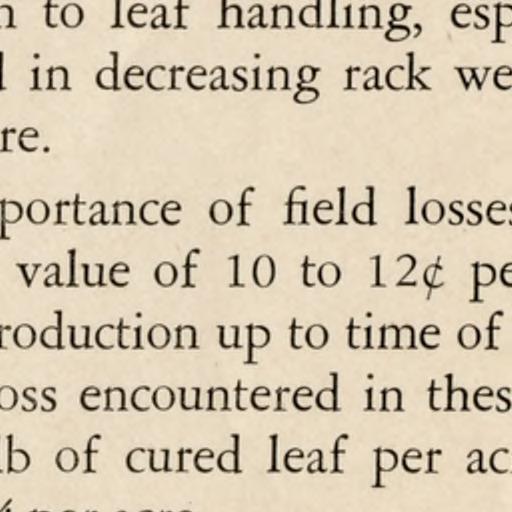 to leaf handling, esp
in decreasing rack we
re.
portance of field losses
value of 10 to 12¢ pe
roduction up to time of
oss encountered in thes
lb of cured leaf per ac